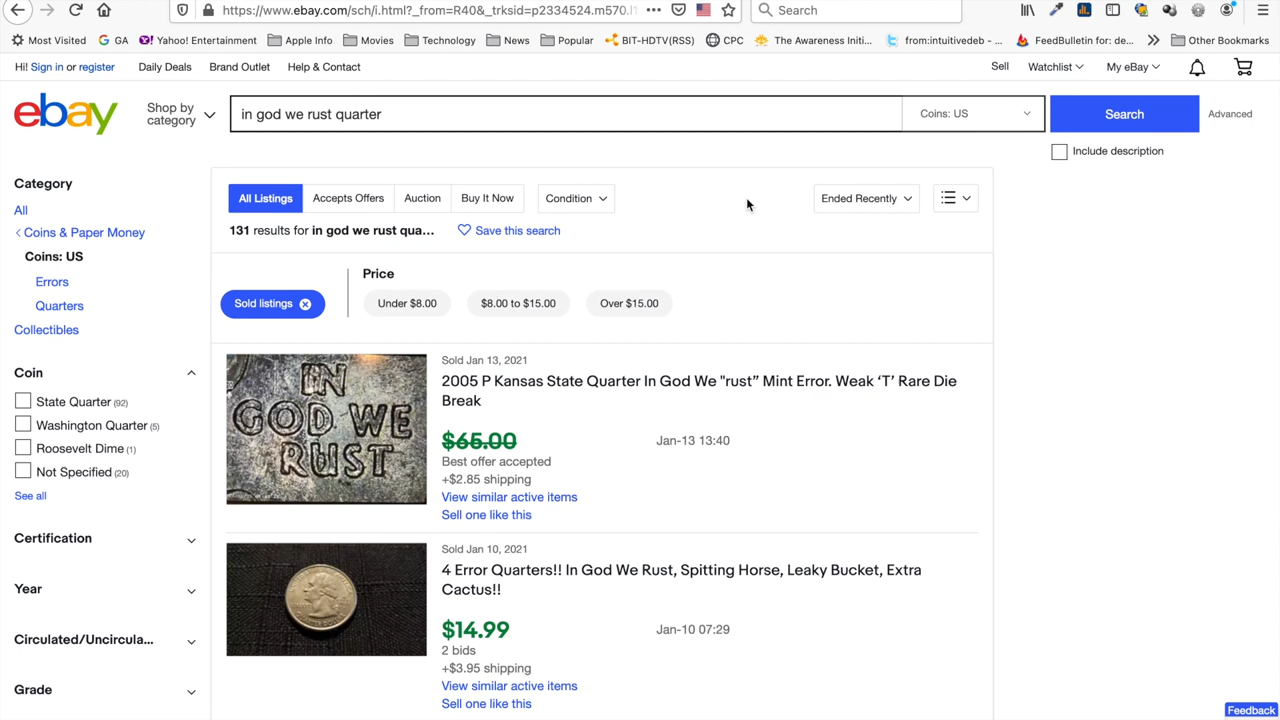 https://www.ebay.com/sch/i.html?_from=R40&_trksid=p2334524.m570.l
Search
Most Visited
GA
Yahoo! Entertainment
Apple Info
Movies
Technology
News
Popular
BIT-HDTV(RSS)
CPC
The Awareness Initi...
from:intuitivedeb - ...
FeedBulletin for: de...
Other Bookmarks
Hi! Sign in or register
Daily Deals
Brand Outlet
Help & Contact
Sell
Watchlist
My eBay
ebay
Shop by
category
in god we rust quarter
Coins: US
Search
Advanced
Include description
Category
All
Coins & Paper Money
Coins: US
Errors
Quarters
Collectibles
Coin
State Quarter (92)
Washington Quarter (5)
Roosevelt Dime (1)
Not Specified (20)
See all
Certification
Year
Circulated/Uncircula...
Grade
All Listings
Accepts Offers
Auction
Buy It Now
Condition
Ended Recently
131 results for in god we rust qua...
Save this search
Sold listings
Price
Under $8.00
$8.00 to $15.00
Over $15.00
IN
GOD WE
RUST
Sold Jan 13, 2021
2005 P Kansas State Quarter In God We "rust” Mint Error. Weak ‘T’ Rare Die
Break
$65.00
Jan-13 13:40
Best offer accepted
+$2.85 shipping
View similar active items
Sell one like this
Sold Jan 10, 2021
4 Error Quarters!! In God We Rust, Spitting Horse, Leaky Bucket, Extra
Cactus!!
$14.99
Jan-10 07:29
2 bids
+$3.95 shipping
View similar active items
Sell one like this
Feedback